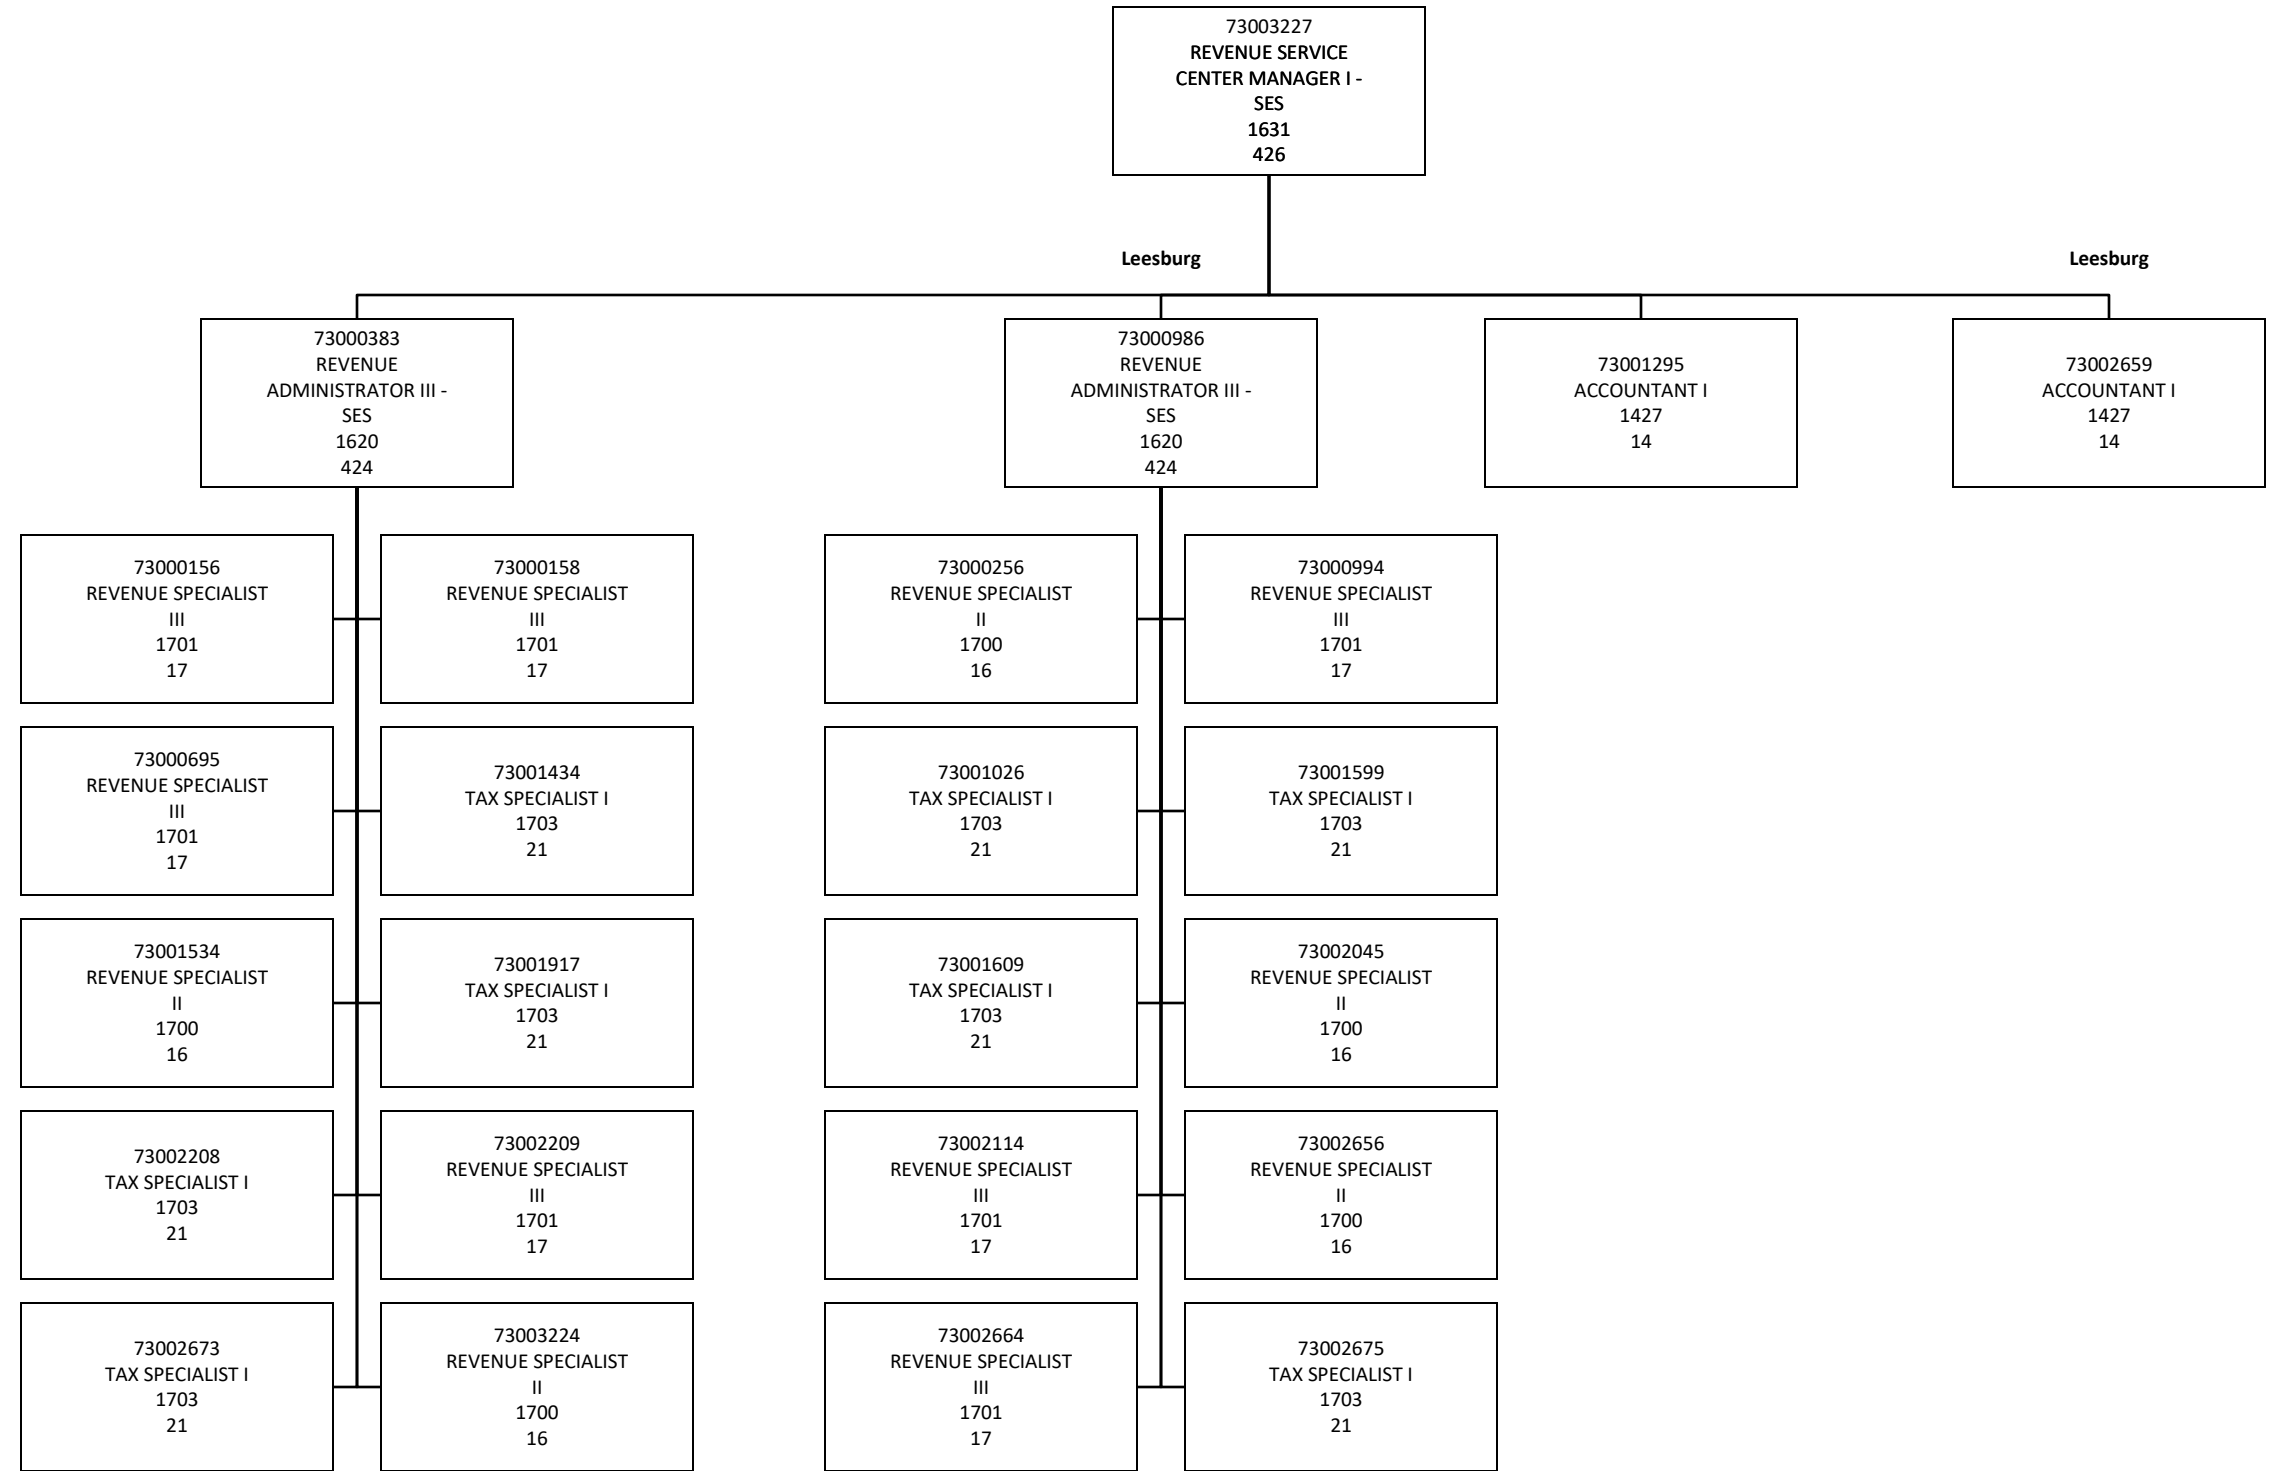 73003227
REVENUE SERVICE
CENTER MANAGER I -
SES
1631
426
Leesburg
Leesburg
73000383
REVENUE
ADMINISTRATOR III -
SES
1620
424
73000986
REVENUE
ADMINISTRATOR III -
SES
1620
424
73001295
ACCOUNTANT I
1427
14
73002659
ACCOUNTANT I
1427
14
73000156
REVENUE SPECIALIST
III
1701
17
73000158
REVENUE SPECIALIST
III
1701
17
73000256
REVENUE SPECIALIST
II
1700
16
73000994
REVENUE SPECIALIST
III
1701
17
73000695
REVENUE SPECIALIST
III
1701
17
73001434
TAX SPECIALIST I
1703
21
73001026
TAX SPECIALIST I
1703
21
73001599
TAX SPECIALIST I
1703
21
73001534
REVENUE SPECIALIST
II
1700
16
73001917
TAX SPECIALIST I
1703
21
73001609
TAX SPECIALIST I
1703
21
73002045
REVENUE SPECIALIST
II
1700
16
73002208
TAX SPECIALIST I
1703
21
73002209
REVENUE SPECIALIST
III
1701
17
73002114
REVENUE SPECIALIST
III
1701
17
73002656
REVENUE SPECIALIST
II
1700
16
73002673
TAX SPECIALIST I
1703
21
73003224
REVENUE SPECIALIST
II
1700
16
73002664
REVENUE SPECIALIST
III
1701
17
73002675
TAX SPECIALIST I
1703
21